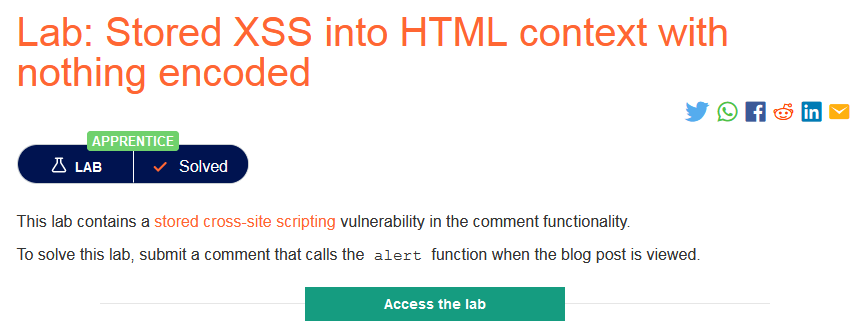 Lab: Stored XSS into HTML context with
nothing encoded
APPRENTICE
LAB Solved
This lab contains a stored cross-site scripting vulnerability in the comment functionality.
To solve this lab, submit a comment that calls the alert function when the blog post is viewed.
Access the lab